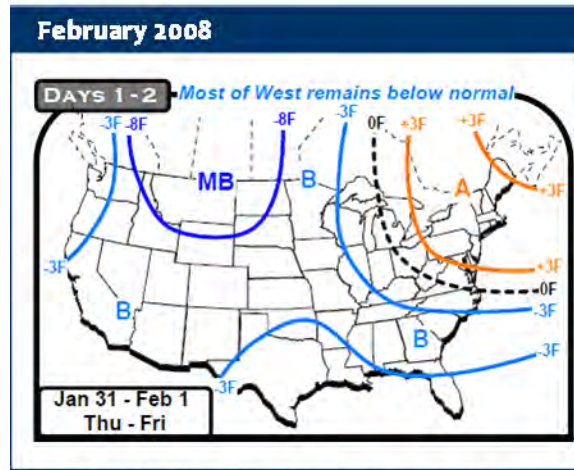 February 2008
DAYS 1-2
Most of West remains below normal
-3F
-8F
-8F
-3F
0F
+3F
+3F
MB
B
A
+3F
-3F
+3F
0F
B
-3F
B
-3F
-3F
Jan 31 - Feb 1
Thu - Fri